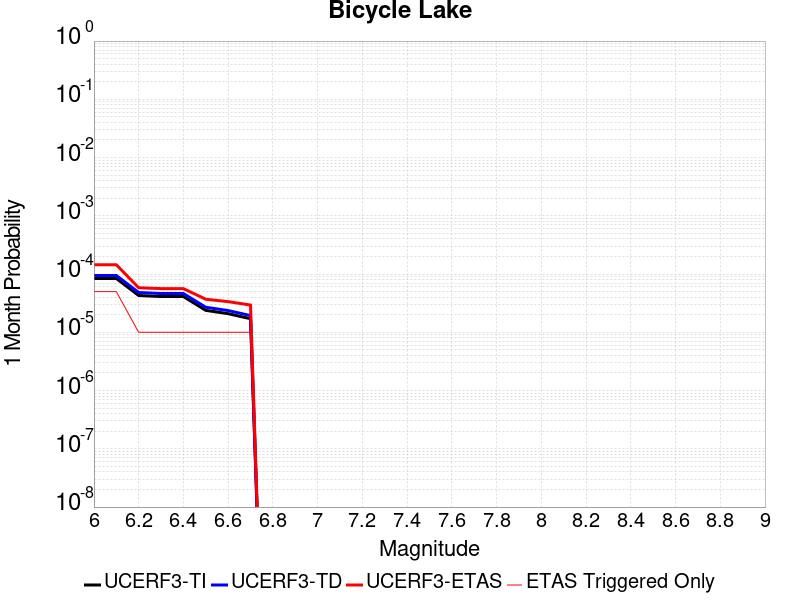 Bicycle Lake
10 0
10 -1
10 -2
10 -3
10 -4
10 -5
10 -6
10 -7
10 -8
1 Month Probability
6 6.2 6.4 6.6 6.8 7 7.2 7.4 7.6 7.8 8 8.2 8.4 8.6 8.8 9
Magnitude
UCERF3-TI UCERF3-TD UCERF3-ETAS ETAS Triggered Only